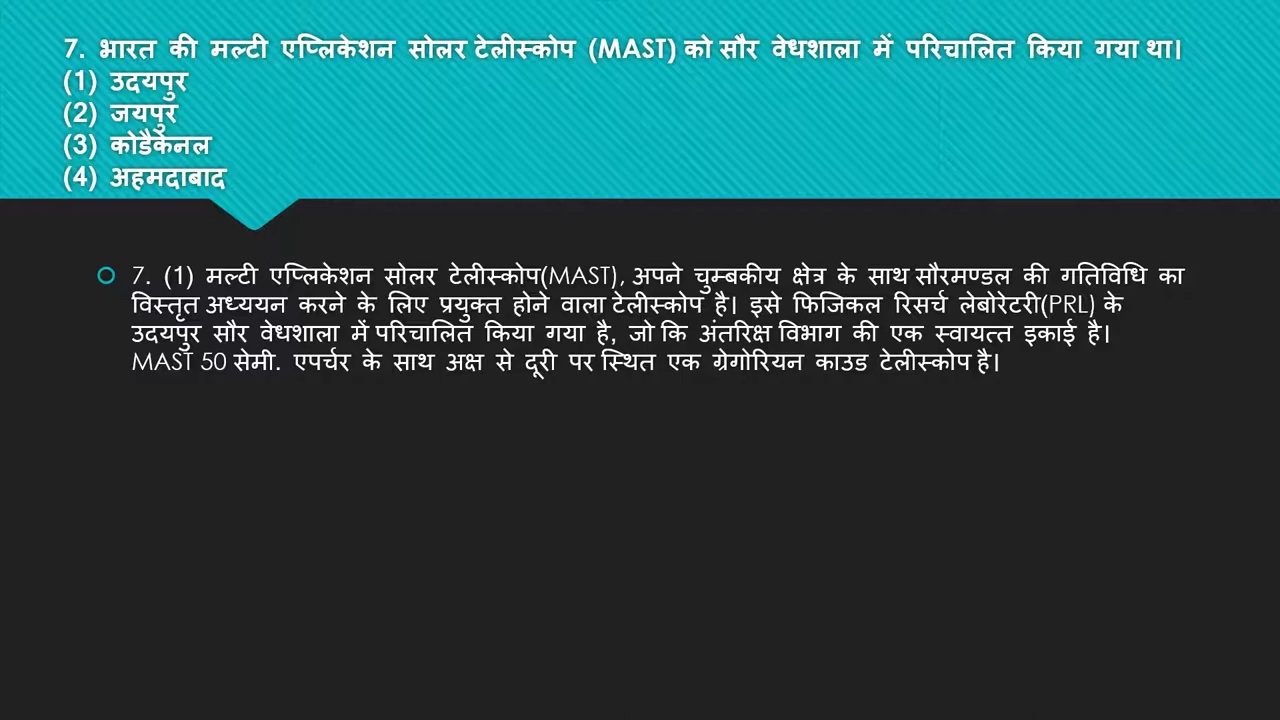 7. भारत की मल्टी एप्लिकेशन सोलर टेलीस्कोप (MAST) को सौर वेधशाला में परिचालित किया गया था।
(1) उदयपुर
(2) जयपुर
(3) कोडैकेनल
(4) अहमदाबाद
7. (1) मल्टी एप्लिकेशन सोलर टेलीस्कोप(MAST), अपने चुम्बकीय क्षेत्र के साथ सौरमण्डल की गतिविविधि का
विस्तृत अध्ययन करने के लिए प्रयुक्त होने वाला टेलीस्कोप है। इसे फिजिकल रिसर्च लेबोरेटरी(PRL) के
उदयपुर सौर वेधशाला में परिचालित किया गया है, जो कि अंतरिक्ष विभाग की एक स्वायत्त इकाई है।
MAST 50 सेमी. एपर्चर के साथ अक्ष से दूरी पर स्थित एक ग्रेगोरियन काउड टेलीस्कोप है।